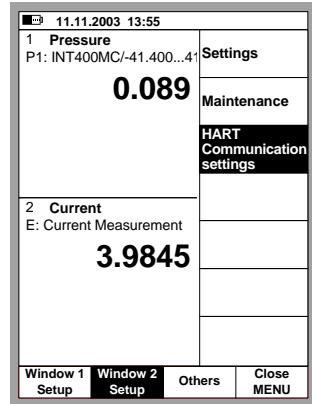 11.11.2003 13:55
1 Pressure
P1: INT400MC/-41.400...41
0.089
2 Current
E: Current Measurement
3.9845
Settings
Maintenance
HART
Communication
settings
Window 1
Setup
Window 2
Setup
Others
Close
MENU